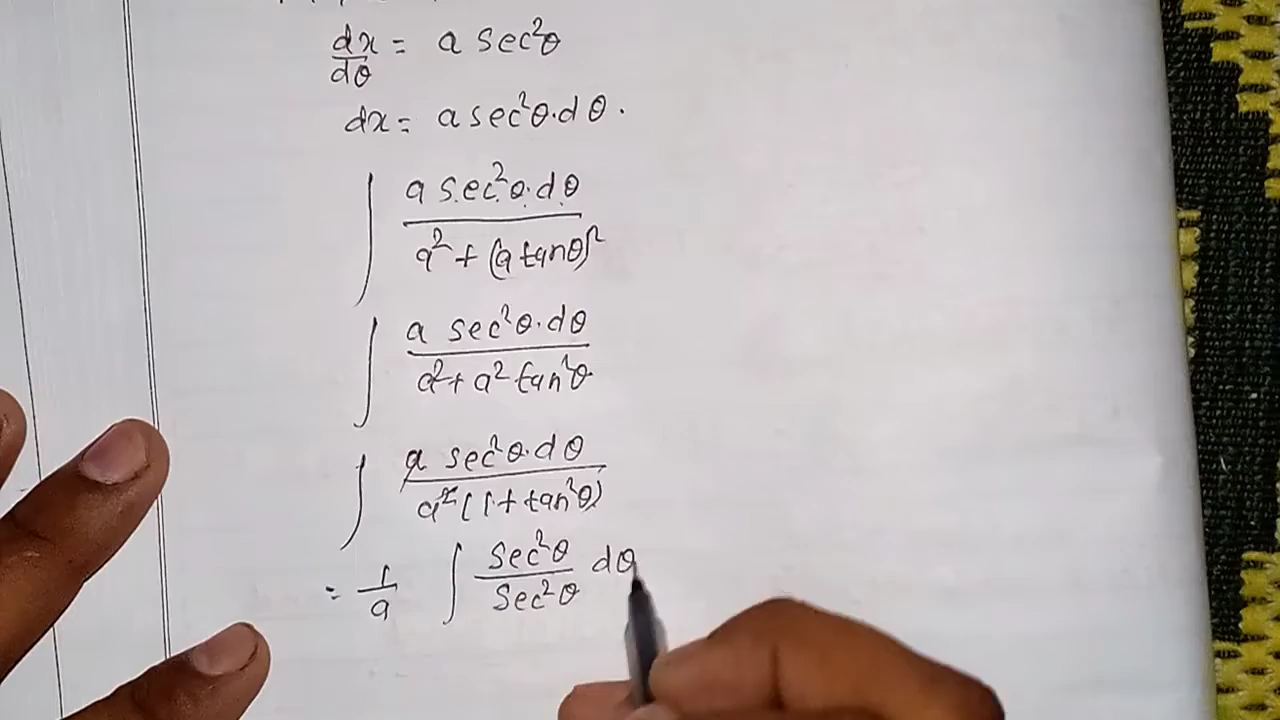 dx/dθ = a sec²θ
dx = a sec²θ.dθ.
∫ a sec²θ.dθ / a² + (a tanθ)²
∫ a sec²θ.dθ / a² + a² tan²θ
∫ a sec²θ.dθ / a² (1 + tan²θ)
= 1/a ∫ sec²θ / sec²θ dθ